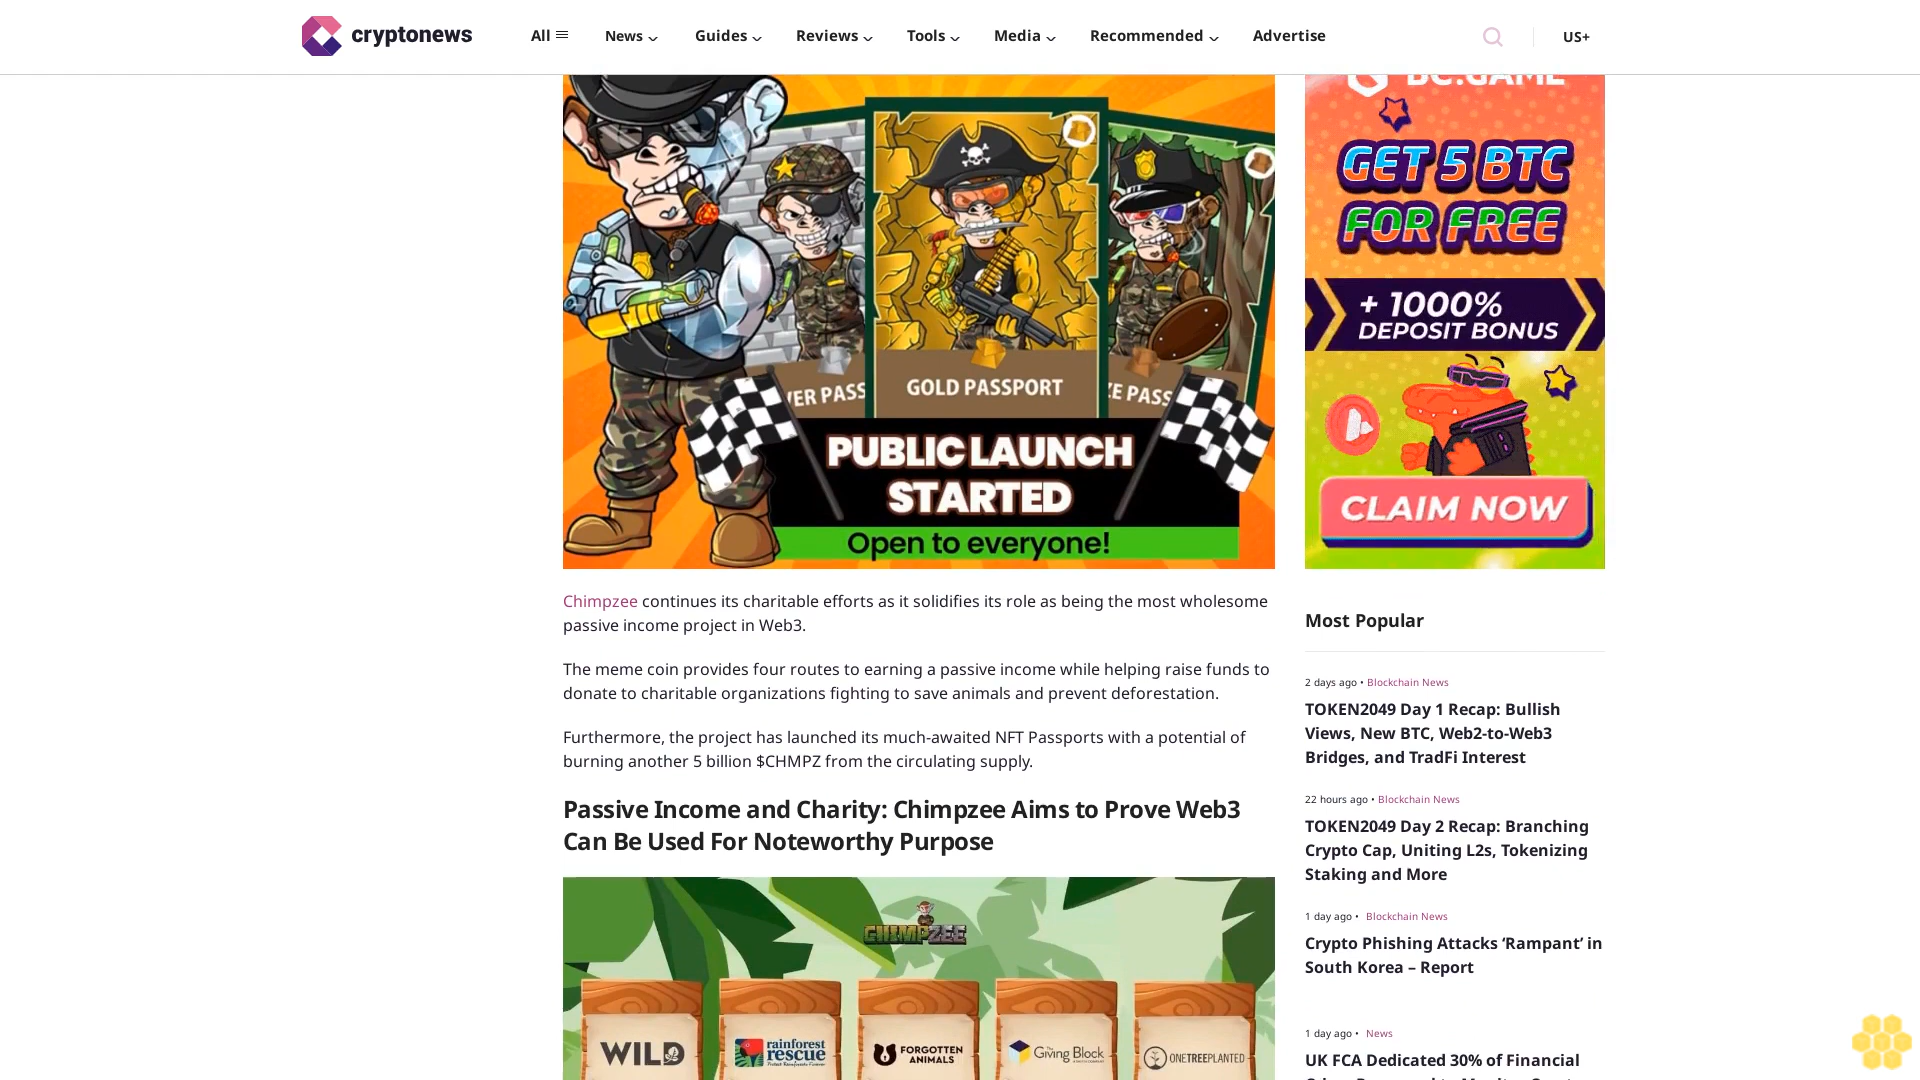 cryptonews
All
News
Guides
Reviews
Tools
Media
Recommended
Advertise
US+
GOLD PASSPORT
PUBLIC LAUNCH
STARTED
Open to everyone!
BC.GAME
GET 5 BTC
FOR FREE
+ 1000%
DEPOSIT BONUS
CLAIM NOW
Chimpzee continues its charitable efforts as it solidifies its role as being the most wholesome
passive income project in Web3.
The meme coin provides four routes to earning a passive income while helping raise funds to
donate to charitable organizations fighting to save animals and prevent deforestation.
Furthermore, the project has launched its much-awaited NFT Passports with a potential of
burning another 5 billion $CHMPZ from the circulating supply.
Passive Income and Charity: Chimpzee Aims to Prove Web3
Can Be Used For Noteworthy Purpose
CHIMPZEE
WILD
rainforest
rescue
FORGOTTEN
ANIMALS
The
Giving Block
ONETREEPLANTED
Most Popular
2 days ago • Blockchain News
TOKEN2049 Day 1 Recap: Bullish
Views, New BTC, Web2-to-Web3
Bridges, and TradFi Interest
22 hours ago • Blockchain News
TOKEN2049 Day 2 Recap: Branching
Crypto Cap, Uniting L2s, Tokenizing
Staking and More
1 day ago • Blockchain News
Crypto Phishing Attacks ‘Rampant’ in
South Korea – Report
1 day ago • News
UK FCA Dedicated 30% of Financial